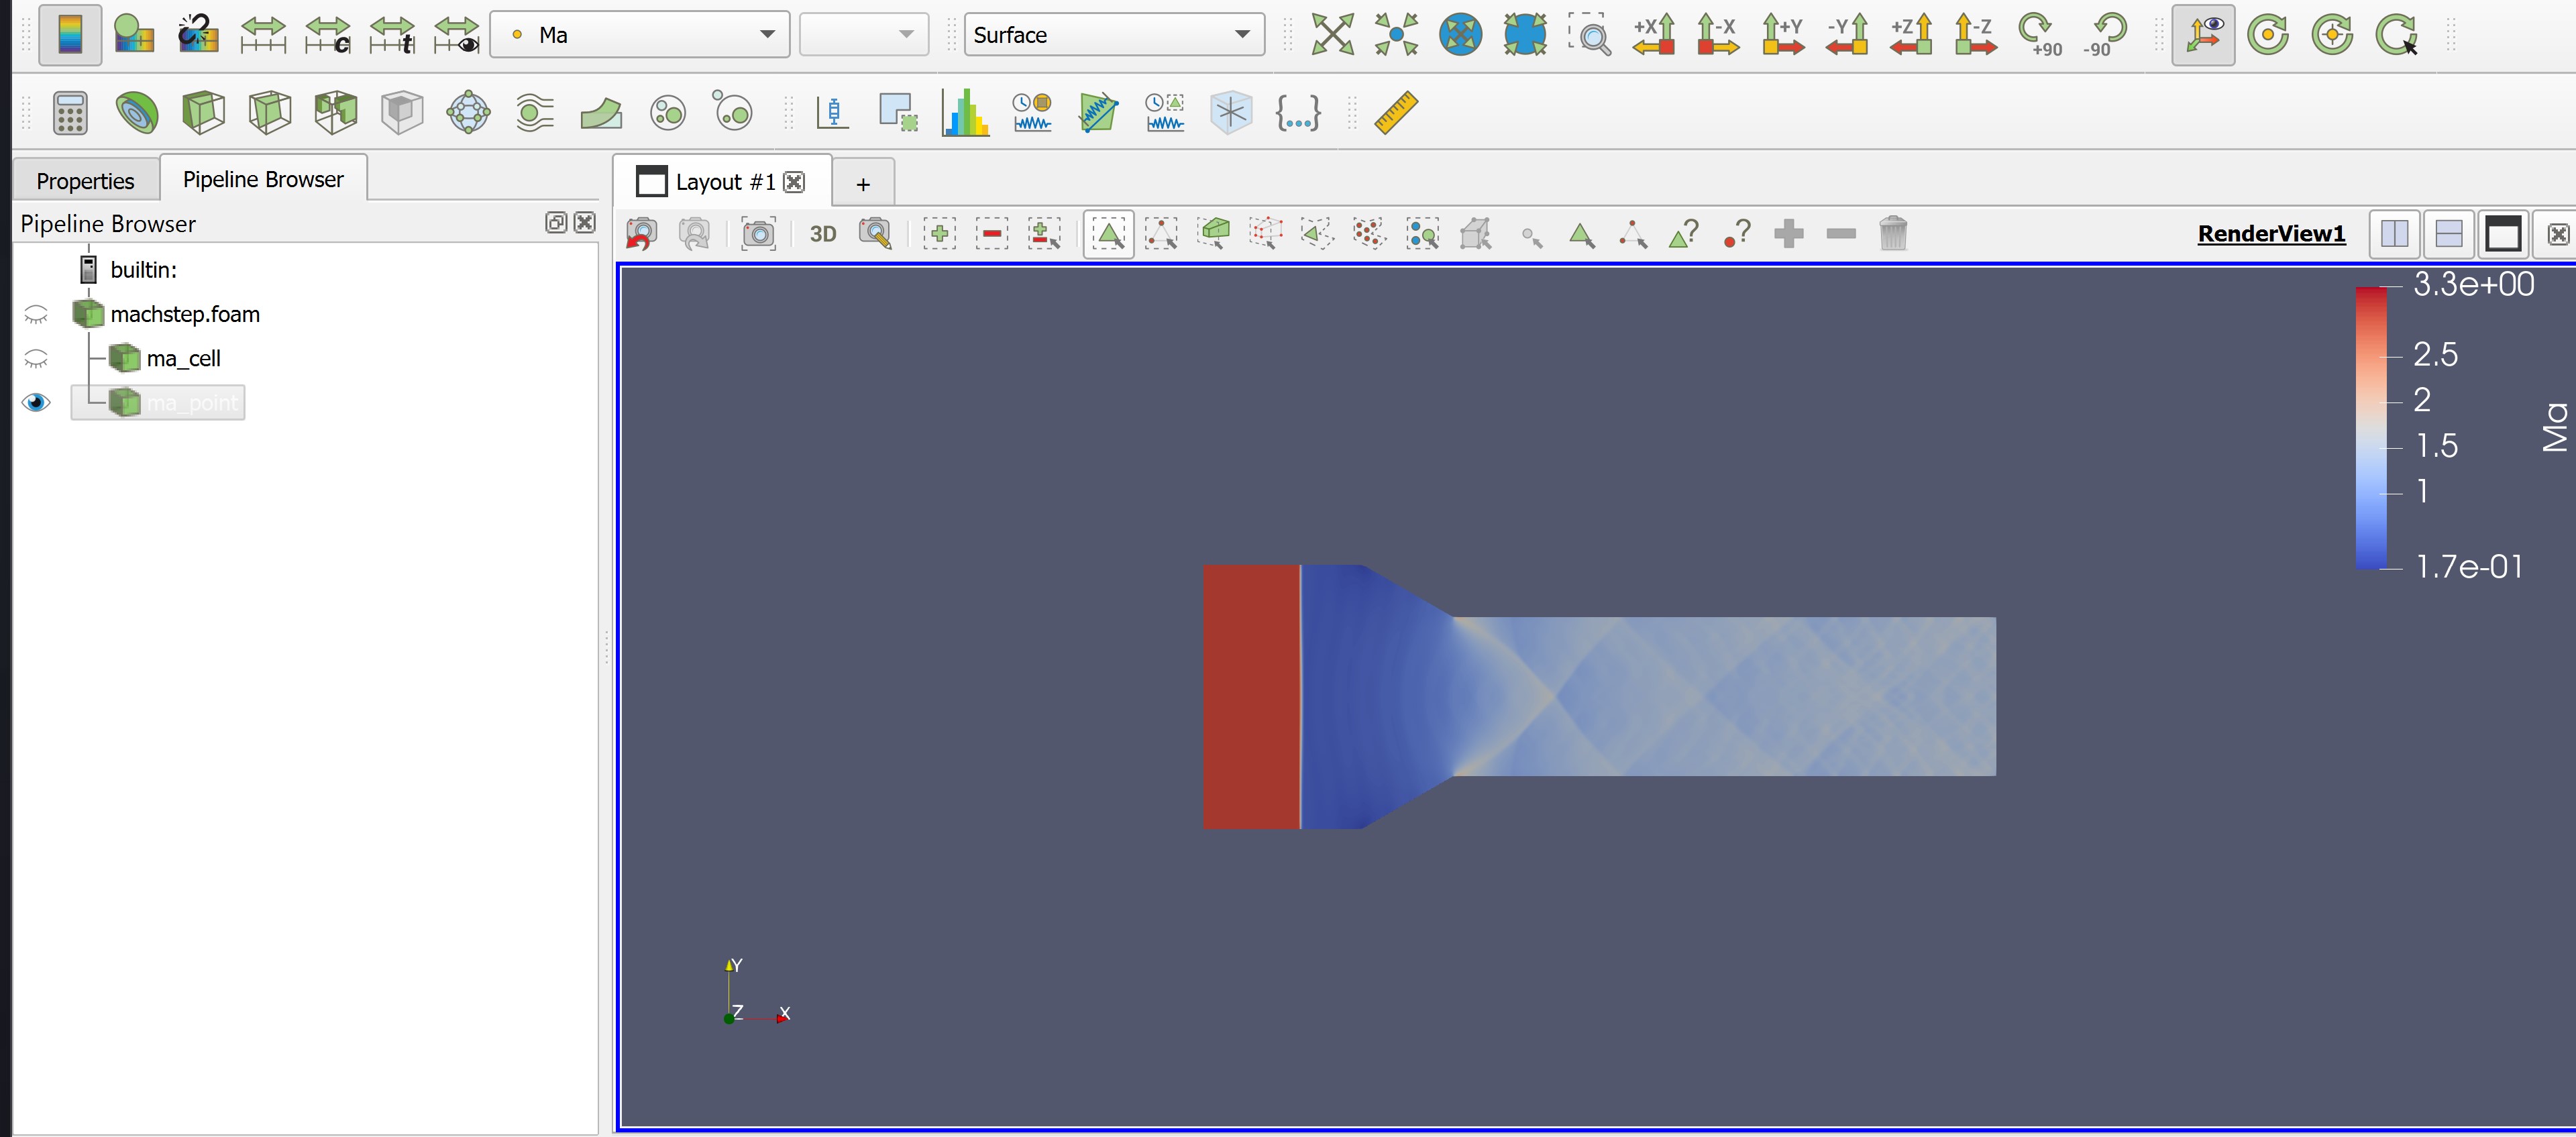 c
t
Ma
Surface
+X
-X
+Y
-Y
+Z
-Z
+90
-90
{...}
Properties
Pipeline Browser
Layout #1
+
Pipeline Browser
3D
?
?
RenderView1
builtin:
machstep.foam
ma_cell
ma_point
3.3e+00
2.5
2
1.5
1
1.7e-01
Ma
Y
Z
X